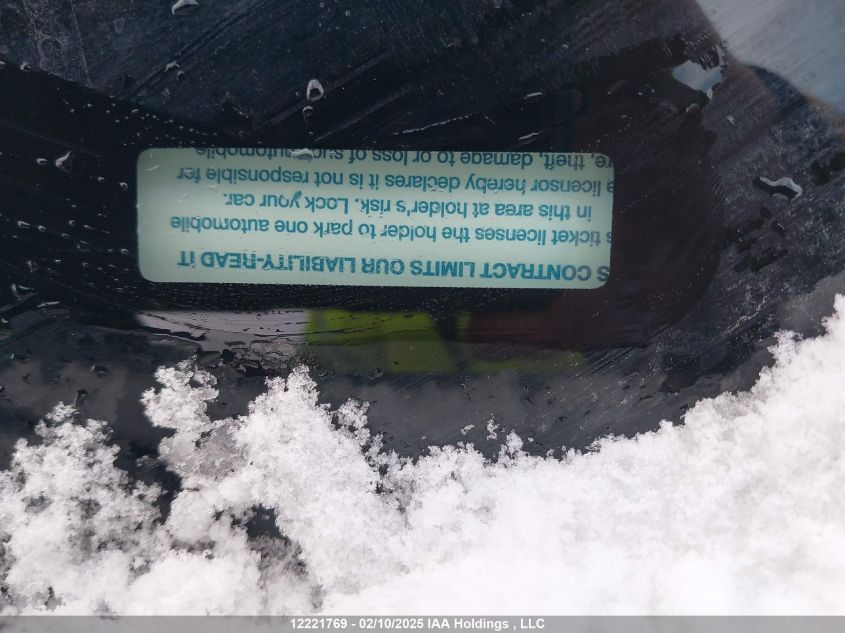 S CONTRACT LIMITS OUR LIABILITY-READ IT
s ticket licenses the holder to park one automobile
in this area at holder's risk. Lock your car.
e licensor hereby declares it is not responsible for
re, theft, damage to or loss of such automobile
12221769 - 02/10/2025 IAA Holdings , LLC